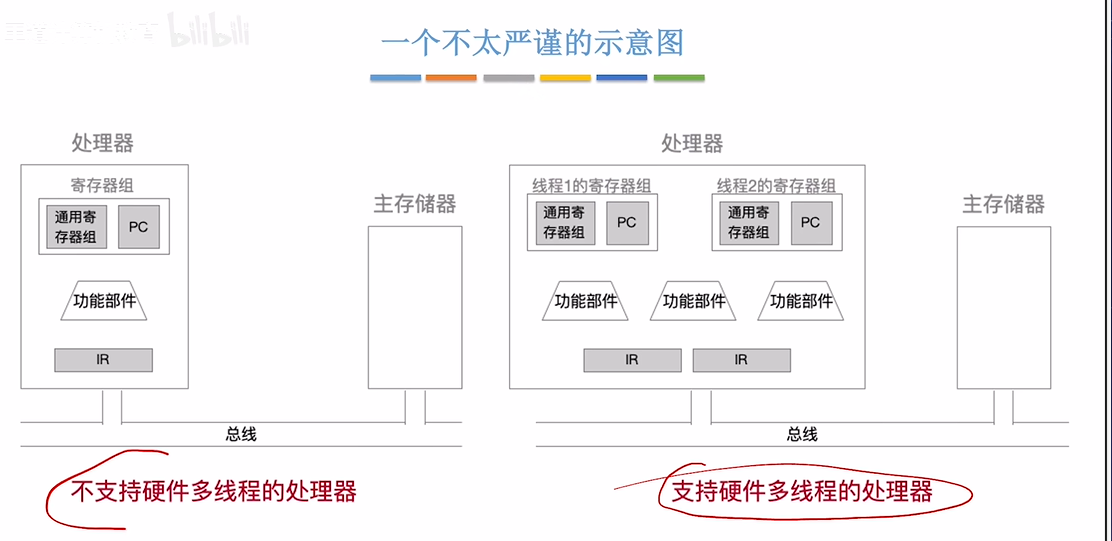 bilibili
一个不太严谨的示意图
处理器
寄存器组
通用寄
存器组
PC
功能部件
IR
主存储器
总线
不支持硬件多线程的处理器
处理器
线程1的寄存器组
通用寄
存器组
PC
线程2的寄存器组
通用寄
存器组
PC
功能部件
功能部件
功能部件
IR
IR
主存储器
总线
支持硬件多线程的处理器